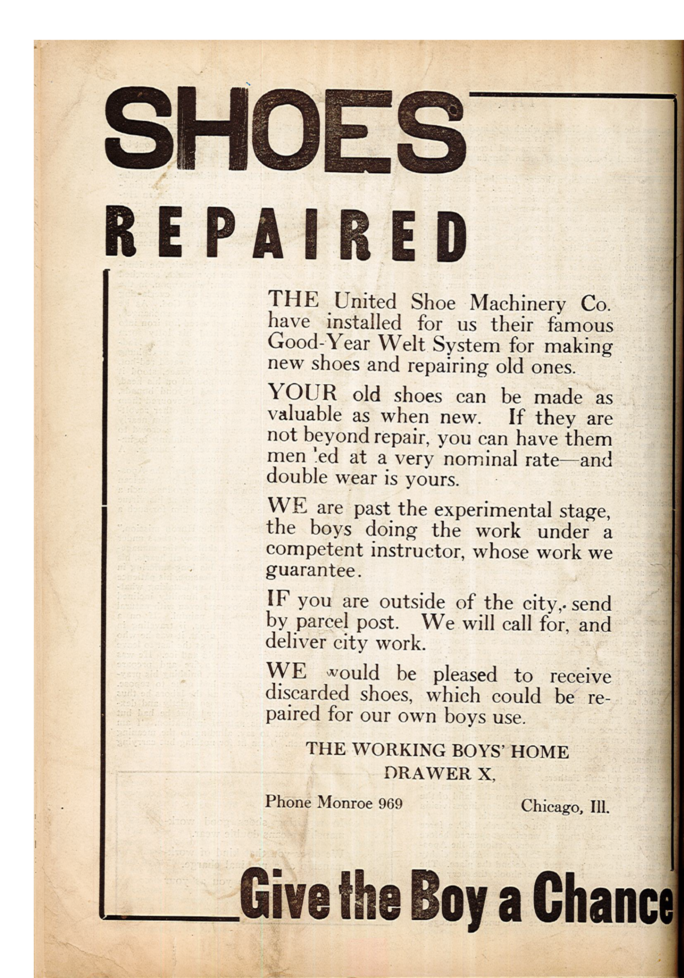 SHOES
REPAIRED
THE United Shoe Machinery Co.
have installed for us their famous
Good-Year Welt System for making
new shoes and repairing old ones.
YOUR old shoes can be made as
valuable as when new. If they are
not beyond repair, you can have them
men 'ed at a very nominal rate—and
double wear is yours.
WE are past the experimental stage,
the boys doing the work under a
competent instructor, whose work we
guarantee.
IF you are outside of the city, send
by parcel post. We will call for, and
deliver city work.
WE would be pleased to receive
discarded shoes, which could be re-
paired for our own boys use.
THE WORKING BOYS' HOME
DRAWER X,
Phone Monroe 969 Chicago, Ill.
Give the Boy a Chance